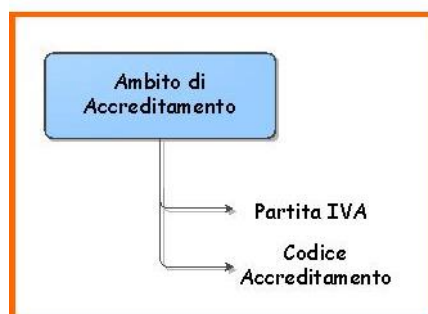 Ambito di
Accreditamento
Partita IVA
Codice
Accreditamento